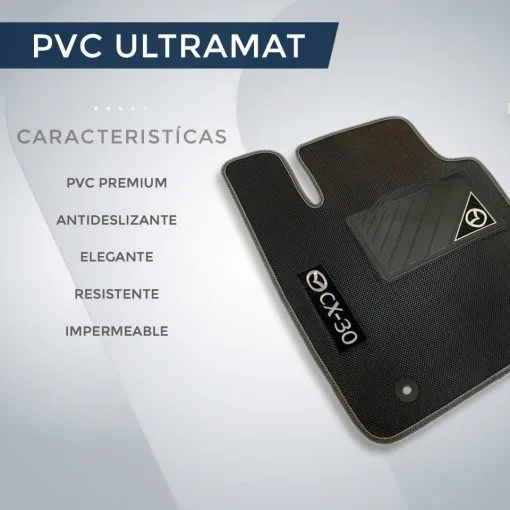 PVC ULTRAMAT
CARACTERISTÍCAS
PVC PREMIUM
ANTIDESLIZANTE
ELEGANTE
RESISTENTE
IMPERMEABLE
CX-30